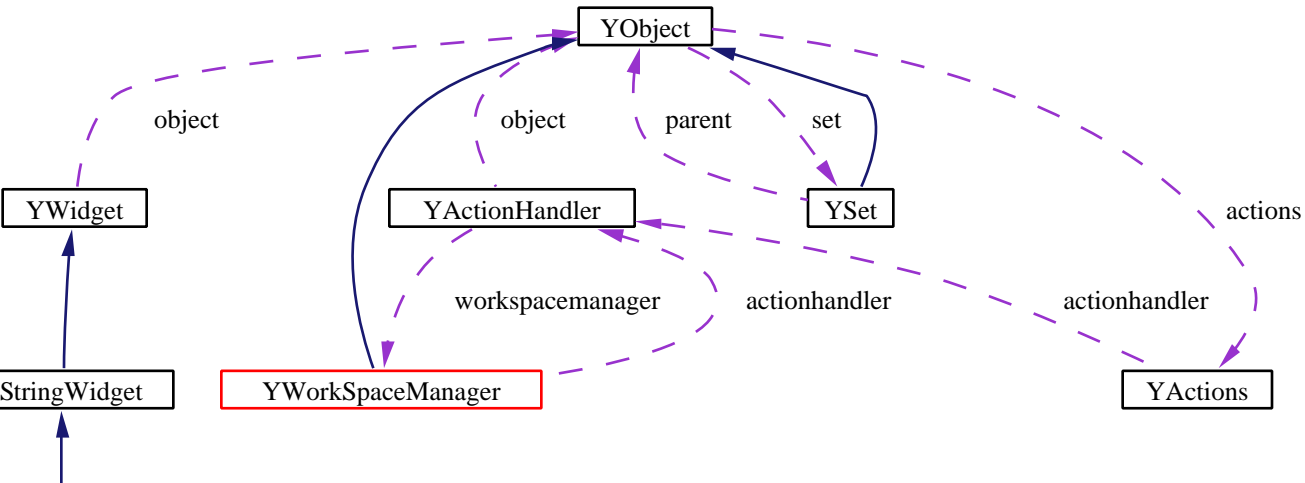 YObject
object
object
parent
set
YWidget
YActionHandler
YSet
actions
workspacemanager
actionhandler
actionhandler
StringWidget
YWorkSpaceManager
YActions